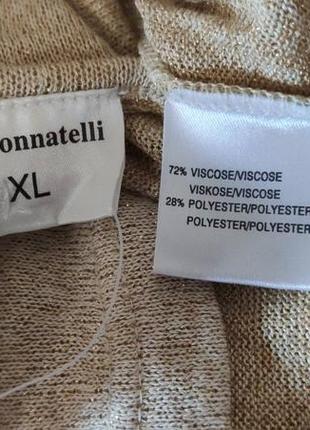 onnatelli
XL
72% VISCOSE/VISCOSE
VISKOSE/VISCOSE
28% POLYESTER/POLYESTER
POLYESTER/POLYESTER